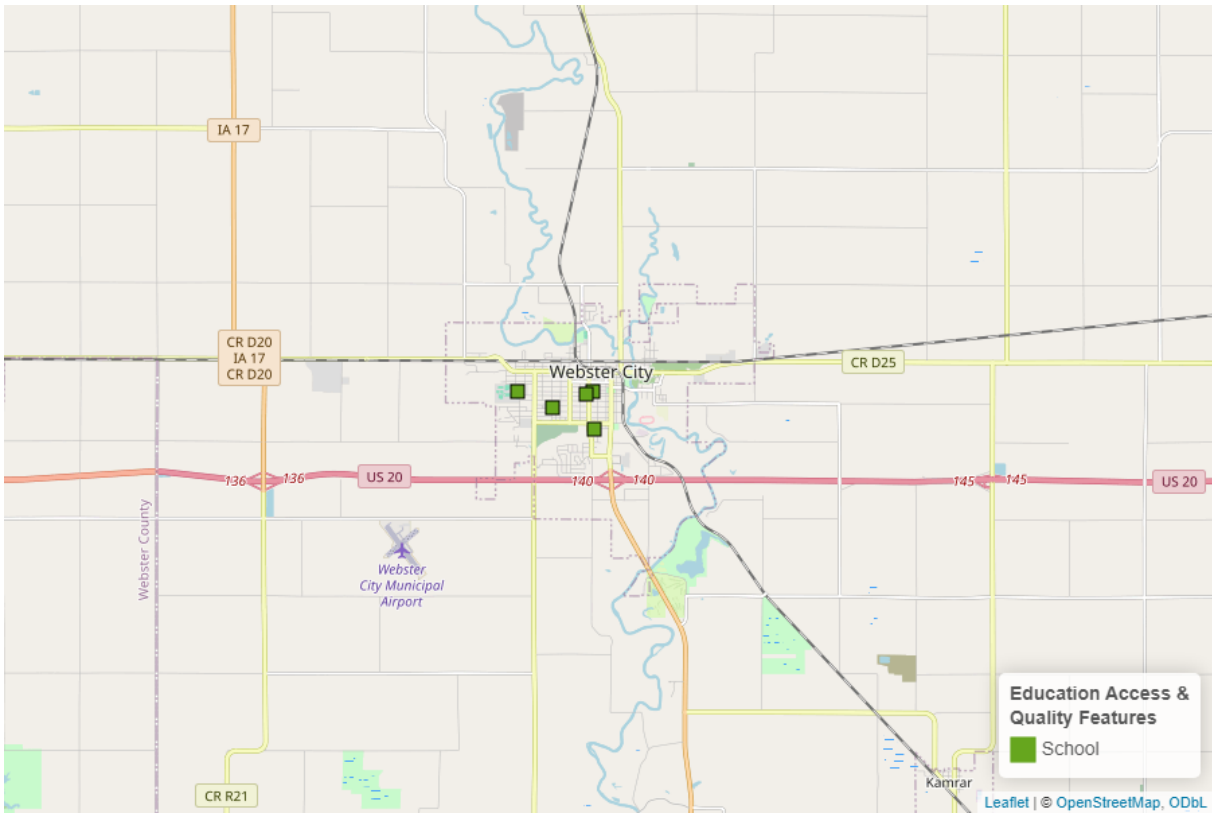 IA 17
CR D20
IA 17
CR D20
Webster City
CR D25
136
136
US 20
140
140
145
145
US 20
Webster County
Webster
City Municipal
Airport
Education Access &
Quality Features
School
Kamrar
CR R21
Leaflet | © OpenStreetMap, ODbL